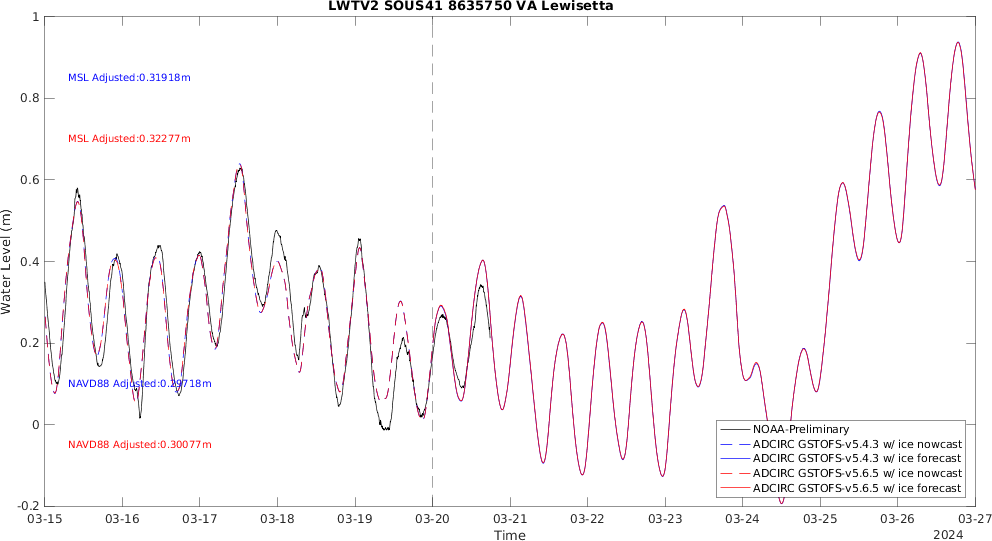 LWTV2 SOUS41 8635750 VA Lewisetta
1
0.8
0.6
0.4
0.2
0
-0.2
Water Level (m)
MSL Adjusted:0.31918m
MSL Adjusted:0.32277m
NAVD88 Adjusted:0.29718m
NAVD88 Adjusted:0.30077m
NOAA-Preliminary
ADCIRC GSTOFS-v5.4.3 w/ ice nowcast
ADCIRC GSTOFS-v5.4.3 w/ ice forecast
ADCIRC GSTOFS-v5.6.5 w/ ice nowcast
ADCIRC GSTOFS-v5.6.5 w/ ice forecast
03-15 03-16 03-17 03-18 03-19 03-20 03-21 03-22 03-23 03-24 03-25 03-26 03-27
Time
2024